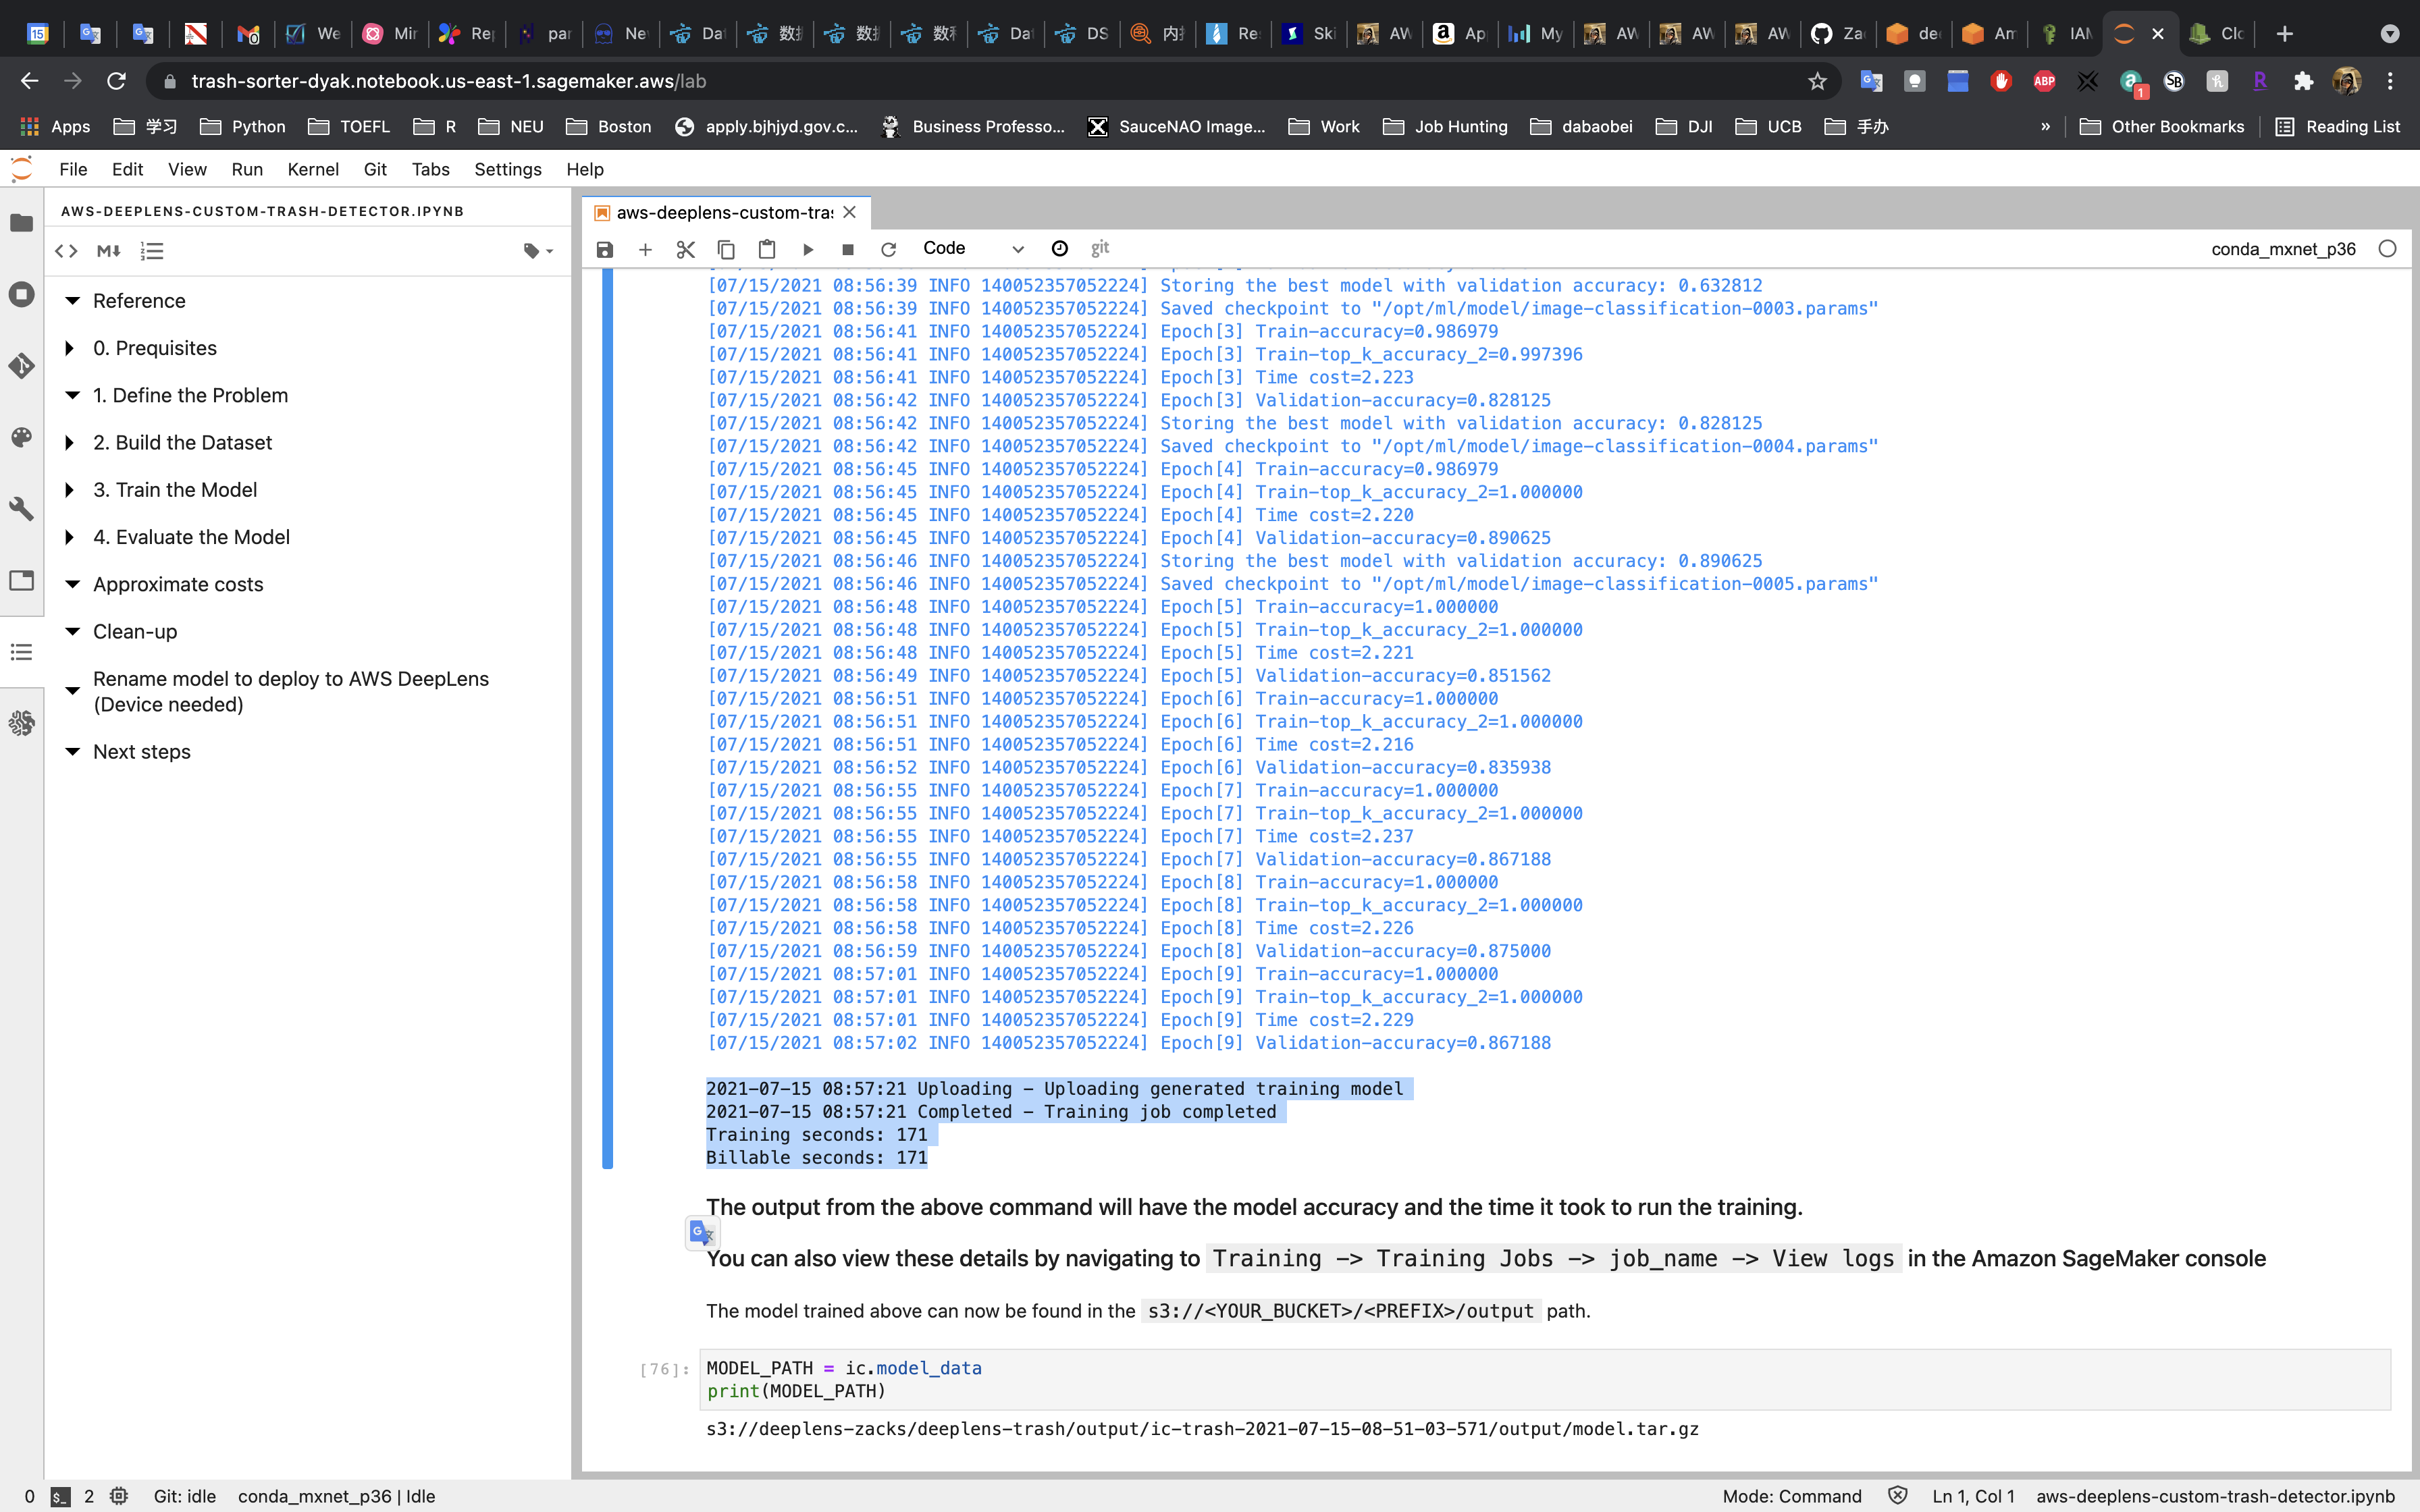 15 We Mir Rep par Ne Da 数据 数据 数科 Da DS 内推 Re Ski AW Ap My AW AW AW Za de Am IAM Clo
trash-sorter-dyak.notebook.us-east-1.sagemaker.aws/lab
Apps 学习 Python TOEFL R NEU Boston apply.bjhjyd.gov.c... Business Professo... SauceNAO Image... Work Job Hunting dabaobei DJI UCB 手办 » Other Bookmarks Reading List
File Edit View Run Kernel Git Tabs Settings Help
AWS-DEEPLENS-CUSTOM-TRASH-DETECTOR.IPYNB
Reference
0. Prequisites
1. Define the Problem
2. Build the Dataset
3. Train the Model
4. Evaluate the Model
Approximate costs
Clean-up
Rename model to deploy to AWS DeepLens
(Device needed)
Next steps
aws-deeplens-custom-tras
Code git conda_mxnet_p36
[07/15/2021 08:56:39 INFO 140052357052224] Storing the best model with validation accuracy: 0.632812
[07/15/2021 08:56:39 INFO 140052357052224] Saved checkpoint to "/opt/ml/model/image-classification-0003.params"
[07/15/2021 08:56:41 INFO 140052357052224] Epoch[3] Train-accuracy=0.986979
[07/15/2021 08:56:41 INFO 140052357052224] Epoch[3] Train-top_k_accuracy_2=0.997396
[07/15/2021 08:56:41 INFO 140052357052224] Epoch[3] Time cost=2.223
[07/15/2021 08:56:42 INFO 140052357052224] Epoch[3] Validation-accuracy=0.828125
[07/15/2021 08:56:42 INFO 140052357052224] Storing the best model with validation accuracy: 0.828125
[07/15/2021 08:56:42 INFO 140052357052224] Saved checkpoint to "/opt/ml/model/image-classification-0004.params"
[07/15/2021 08:56:45 INFO 140052357052224] Epoch[4] Train-accuracy=0.986979
[07/15/2021 08:56:45 INFO 140052357052224] Epoch[4] Train-top_k_accuracy_2=1.000000
[07/15/2021 08:56:45 INFO 140052357052224] Epoch[4] Time cost=2.220
[07/15/2021 08:56:45 INFO 140052357052224] Epoch[4] Validation-accuracy=0.890625
[07/15/2021 08:56:46 INFO 140052357052224] Storing the best model with validation accuracy: 0.890625
[07/15/2021 08:56:46 INFO 140052357052224] Saved checkpoint to "/opt/ml/model/image-classification-0005.params"
[07/15/2021 08:56:48 INFO 140052357052224] Epoch[5] Train-accuracy=1.000000
[07/15/2021 08:56:48 INFO 140052357052224] Epoch[5] Train-top_k_accuracy_2=1.000000
[07/15/2021 08:56:48 INFO 140052357052224] Epoch[5] Time cost=2.221
[07/15/2021 08:56:49 INFO 140052357052224] Epoch[5] Validation-accuracy=0.851562
[07/15/2021 08:56:51 INFO 140052357052224] Epoch[6] Train-accuracy=1.000000
[07/15/2021 08:56:51 INFO 140052357052224] Epoch[6] Train-top_k_accuracy_2=1.000000
[07/15/2021 08:56:51 INFO 140052357052224] Epoch[6] Time cost=2.216
[07/15/2021 08:56:52 INFO 140052357052224] Epoch[6] Validation-accuracy=0.835938
[07/15/2021 08:56:55 INFO 140052357052224] Epoch[7] Train-accuracy=1.000000
[07/15/2021 08:56:55 INFO 140052357052224] Epoch[7] Train-top_k_accuracy_2=1.000000
[07/15/2021 08:56:55 INFO 140052357052224] Epoch[7] Time cost=2.237
[07/15/2021 08:56:55 INFO 140052357052224] Epoch[7] Validation-accuracy=0.867188
[07/15/2021 08:56:58 INFO 140052357052224] Epoch[8] Train-accuracy=1.000000
[07/15/2021 08:56:58 INFO 140052357052224] Epoch[8] Train-top_k_accuracy_2=1.000000
[07/15/2021 08:56:58 INFO 140052357052224] Epoch[8] Time cost=2.226
[07/15/2021 08:56:59 INFO 140052357052224] Epoch[8] Validation-accuracy=0.875000
[07/15/2021 08:57:01 INFO 140052357052224] Epoch[9] Train-accuracy=1.000000
[07/15/2021 08:57:01 INFO 140052357052224] Epoch[9] Train-top_k_accuracy_2=1.000000
[07/15/2021 08:57:01 INFO 140052357052224] Epoch[9] Time cost=2.229
[07/15/2021 08:57:02 INFO 140052357052224] Epoch[9] Validation-accuracy=0.867188
2021-07-15 08:57:21 Uploading - Uploading generated training model
2021-07-15 08:57:21 Completed - Training job completed
Training seconds: 171
Billable seconds: 171
The output from the above command will have the model accuracy and the time it took to run the training.
You can also view these details by navigating to Training -> Training Jobs -> job_name -> View logs in the Amazon SageMaker console
The model trained above can now be found in the s3://<YOUR_BUCKET>/<PREFIX>/output path.
[76]: MODEL_PATH = ic.model_data
print(MODEL_PATH)
s3://deeplens-zacks/deeplens-trash/output/ic-trash-2021-07-15-08-51-03-571/output/model.tar.gz
0 2 Git: idle conda_mxnet_p36 | Idle Mode: Command Ln 1, Col 1 aws-deeplens-custom-trash-detector.ipynb